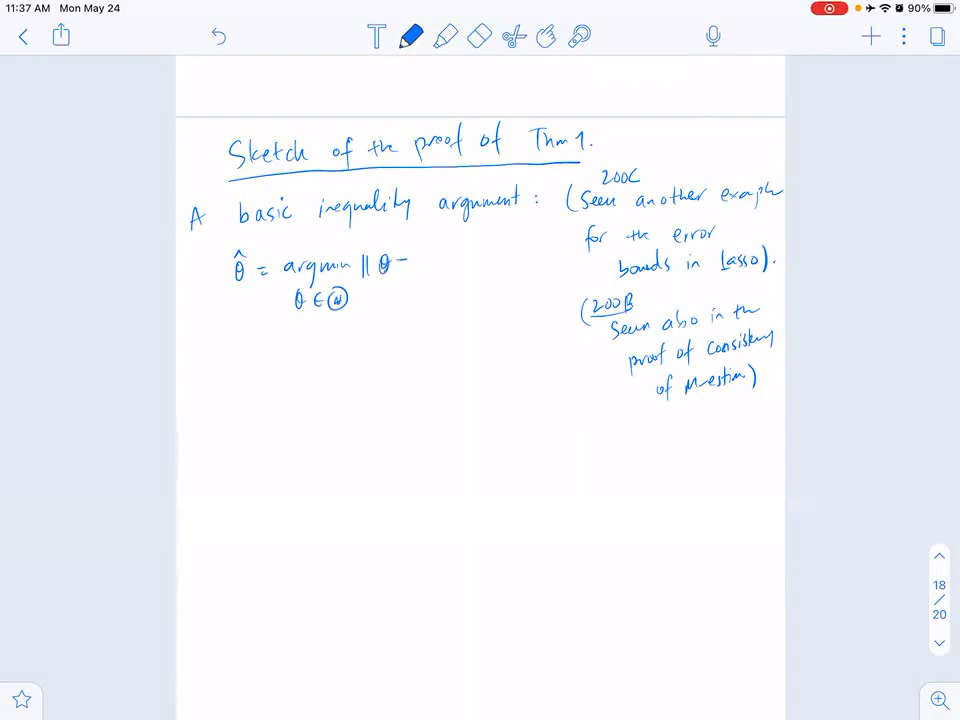 11:37 AM Mon May 24
90%
Sketch of the proof of Thm 1.
A basic inequality argument :
200C
(Seen another example
for the error
bounds in Lasso).
θ̂ = argmin ‖ θ −
θ ∈ Θ
(200B
Seen also in the
proof of consistency
of M-estim.)
18
/
20